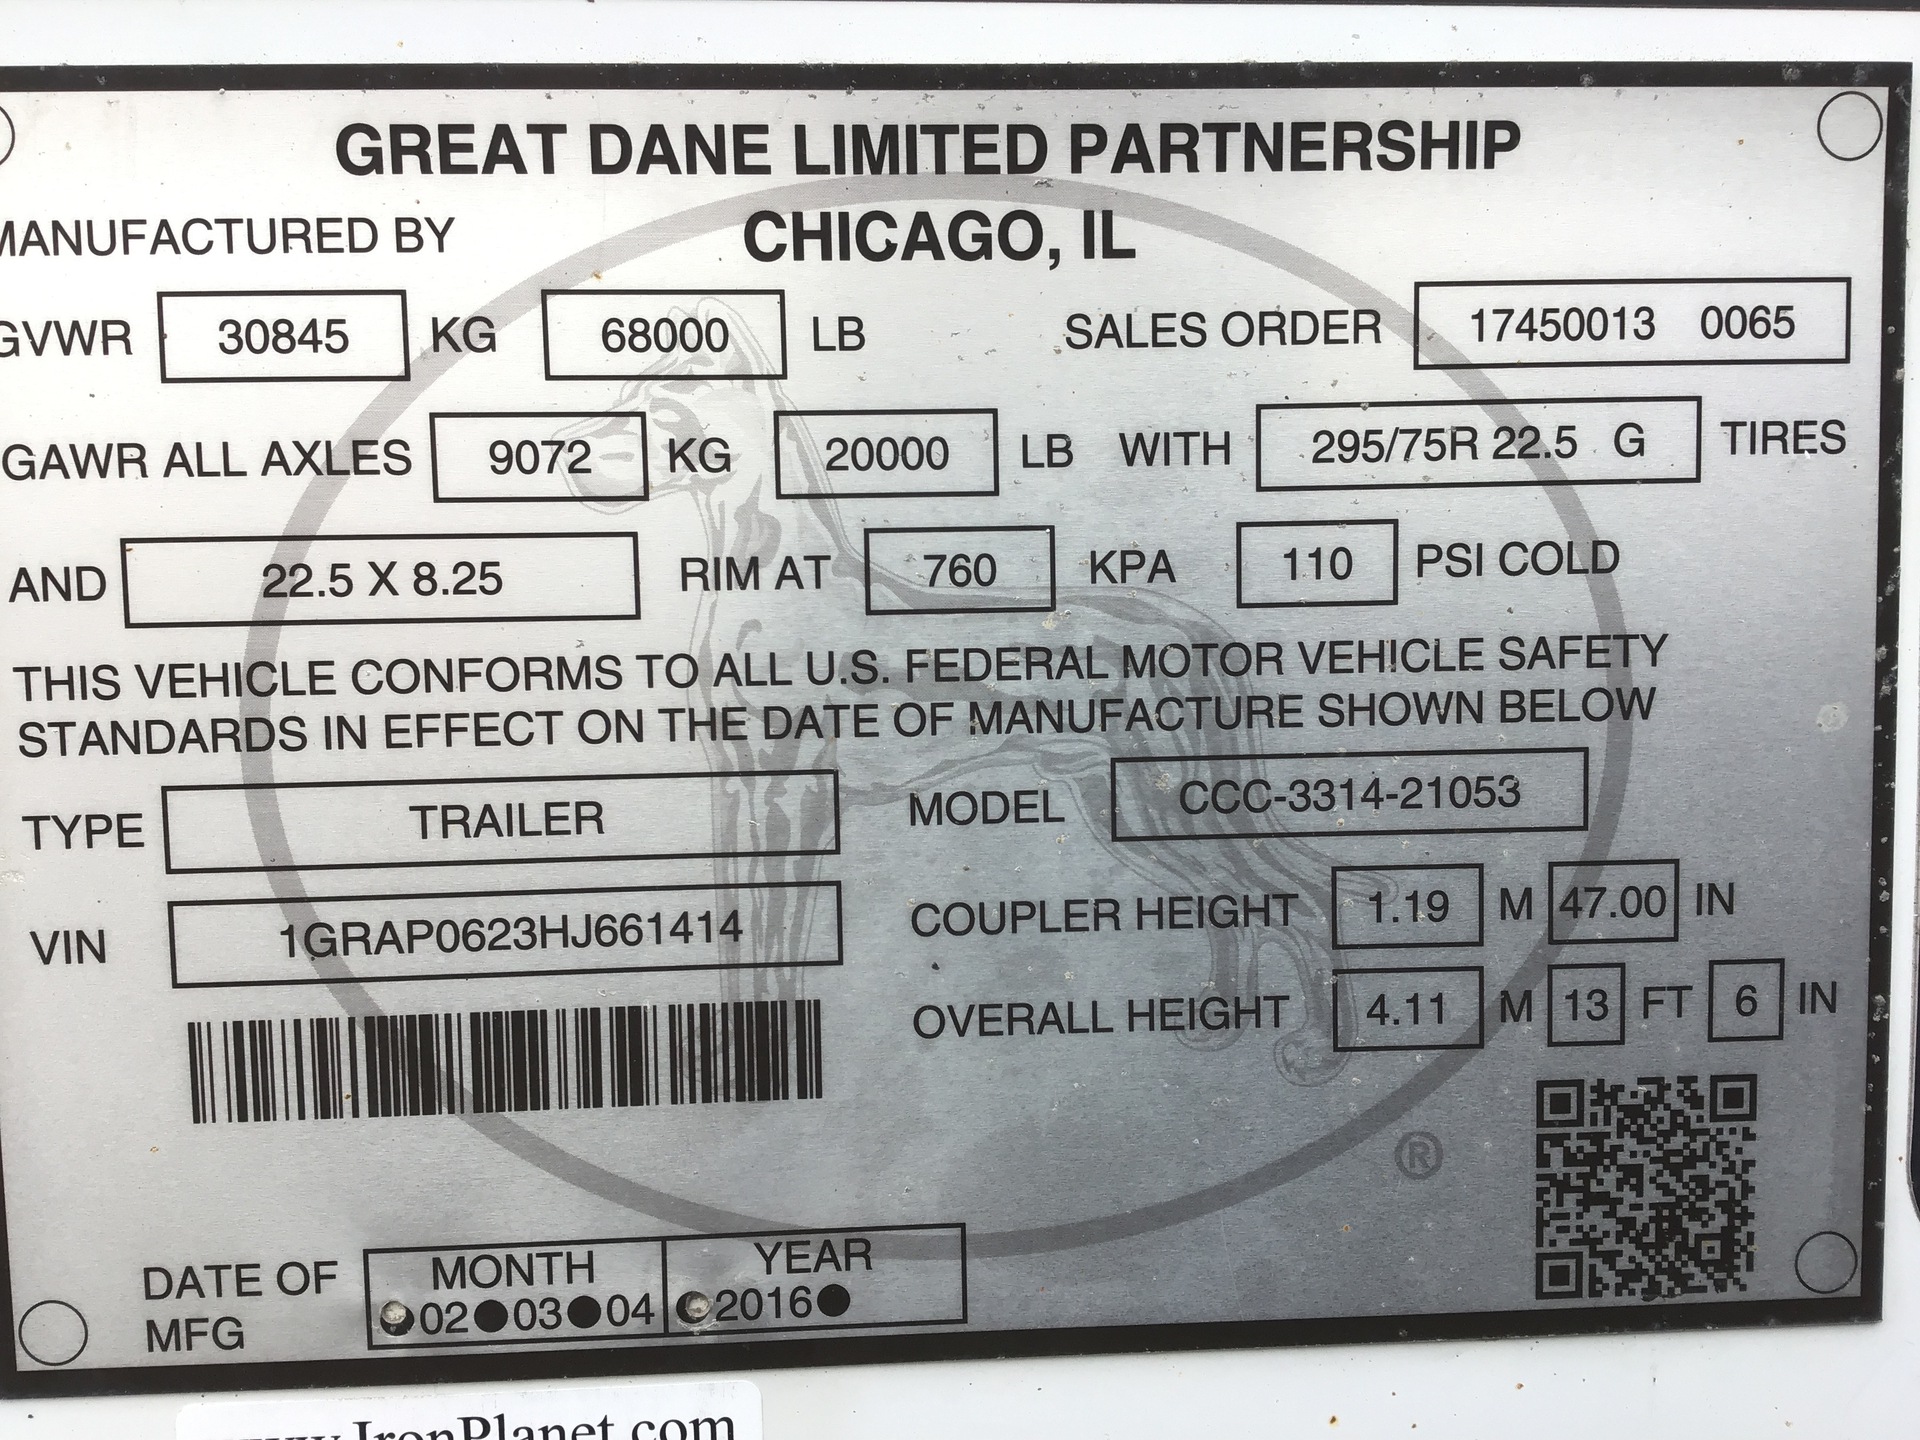 GREAT DANE LIMITED PARTNERSHIP
MANUFACTURED BY CHICAGO, IL
GVWR 30845 KG 68000 LB SALES ORDER 17450013 0065
GAWR ALL AXLES 9072 KG 20000 LB WITH 295/75R 22.5 G TIRES
AND 22.5 X 8.25 RIM AT 760 KPA 110 PSI COLD
THIS VEHICLE CONFORMS TO ALL U.S. FEDERAL MOTOR VEHICLE SAFETY
STANDARDS IN EFFECT ON THE DATE OF MANUFACTURE SHOWN BELOW
TYPE TRAILER MODEL CCC-3314-21053
VIN 1GRAP0623HJ661414 COUPLER HEIGHT 1.19 M 47.00 IN
OVERALL HEIGHT 4.11 M 13 FT 6 IN
®
DATE OF MFG MONTH YEAR
02 03 04 2016
www.IronPlanet.com